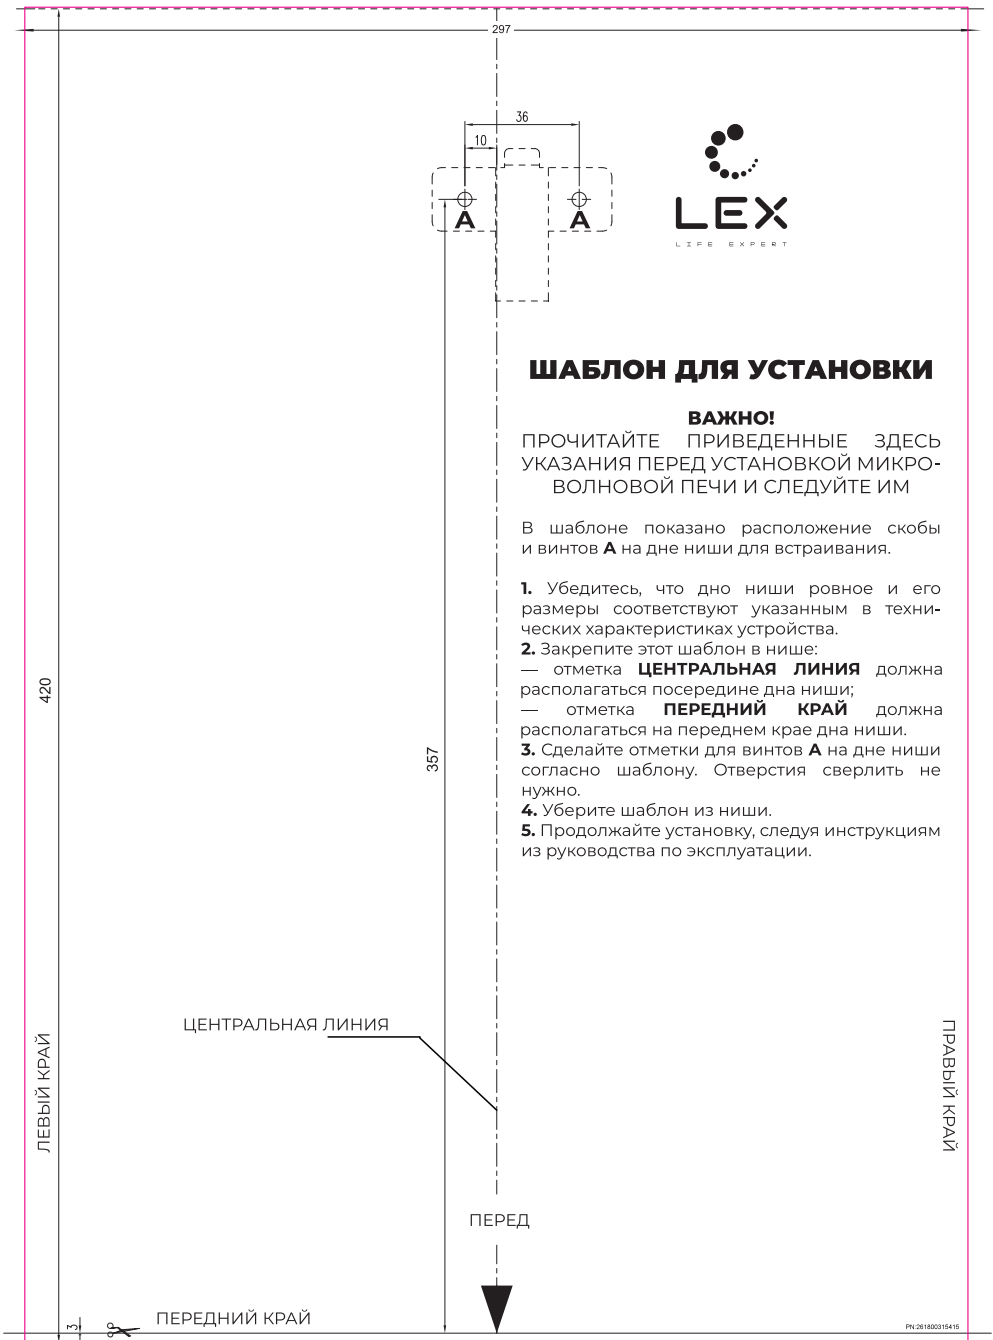 297
36
10
A A
LEX
LIFE EXPERT
ШАБЛОН ДЛЯ УСТАНОВКИ
ВАЖНО!
ПРОЧИТАЙТЕ ПРИВЕДЕННЫЕ ЗДЕСЬ
УКАЗАНИЯ ПЕРЕД УСТАНОВКОЙ МИКРО-
ВОЛНОВОЙ ПЕЧИ И СЛЕДУЙТЕ ИМ
В шаблоне показано расположение скобы
и винтов А на дне ниши для встраивания.
1. Убедитесь, что дно ниши ровное и его
размеры соответствуют указанным в техни-
ческих характеристиках устройства.
2. Закрепите этот шаблон в нише:
— отметка ЦЕНТРАЛЬНАЯ ЛИНИЯ должна
располагаться посередине дна ниши;
— отметка ПЕРЕДНИЙ КРАЙ должна
располагаться на переднем крае дна ниши.
3. Сделайте отметки для винтов А на дне ниши
согласно шаблону. Отверстия сверлить не
нужно.
4. Уберите шаблон из ниши.
5. Продолжайте установку, следуя инструкциям
из руководства по эксплуатации.
420
357
ЦЕНТРАЛЬНАЯ ЛИНИЯ
ЛЕВЫЙ КРАЙ
ПРАВЫЙ КРАЙ
ПЕРЕД
3
ПЕРЕДНИЙ КРАЙ
PN:261800315415